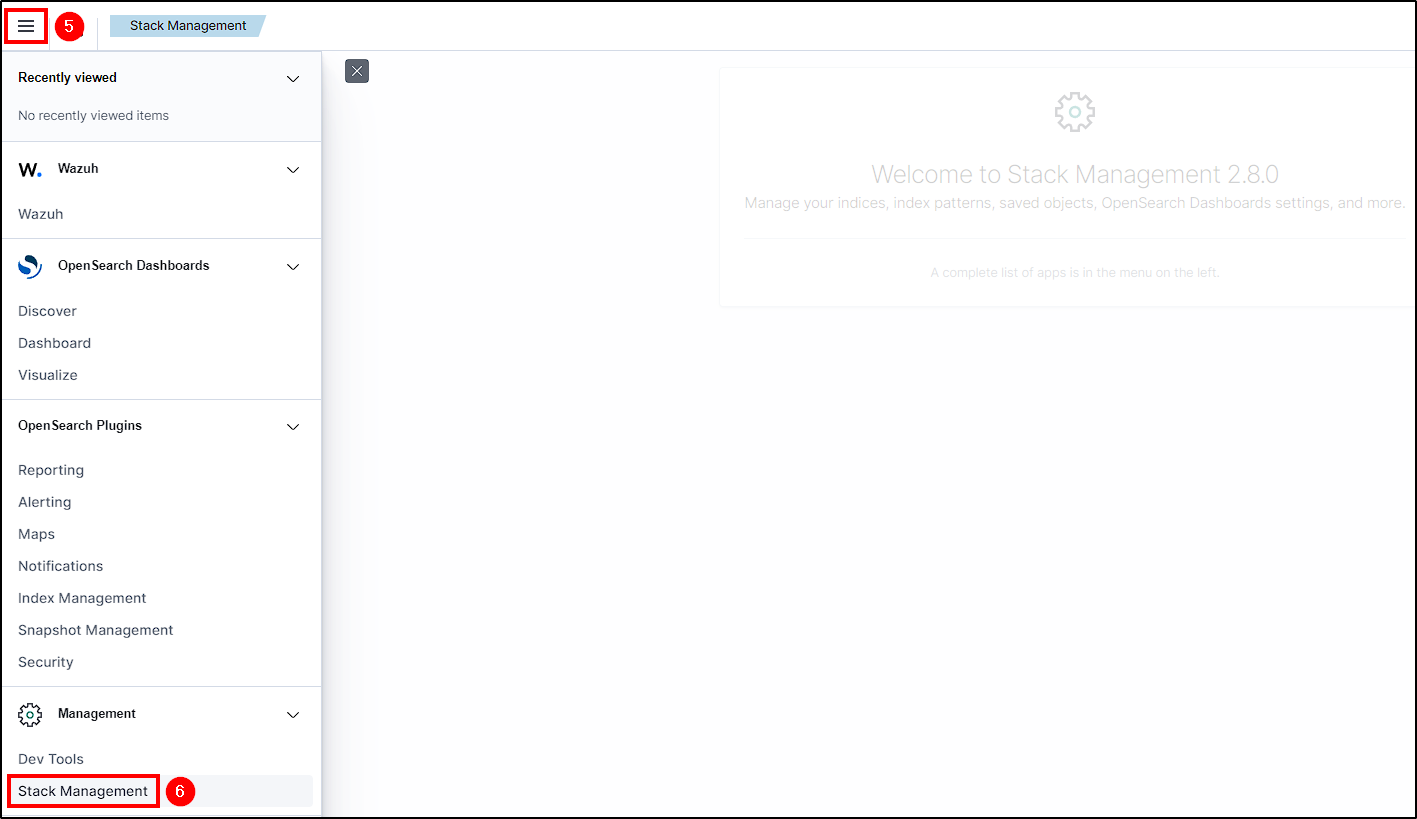 5
Stack Management
Recently viewed
No recently viewed items
W. Wazuh
Wazuh
OpenSearch Dashboards
Discover
Dashboard
Visualize
OpenSearch Plugins
Reporting
Alerting
Maps
Notifications
Index Management
Snapshot Management
Security
Management
Dev Tools
Stack Management 6
Welcome to Stack Management 2.8.0
Manage your indices, index patterns, saved objects, OpenSearch Dashboards settings, and more.
A complete list of apps is in the menu on the left.